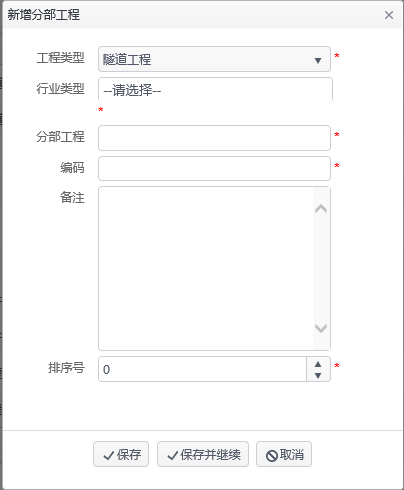 新增分部工程
工程类型 隧道工程 *
行业类型 --请选择--
*
分部工程 *
编码 *
备注
排序号 0 *
保存 保存并继续 取消